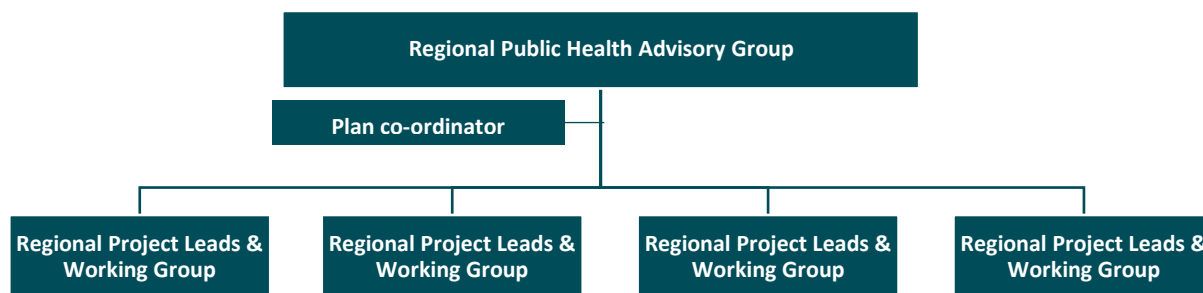 Regional Public Health Advisory Group
Plan co-ordinator
Regional Project Leads &
Working Group
Regional Project Leads &
Working Group
Regional Project Leads &
Working Group
Regional Project Leads &
Working Group